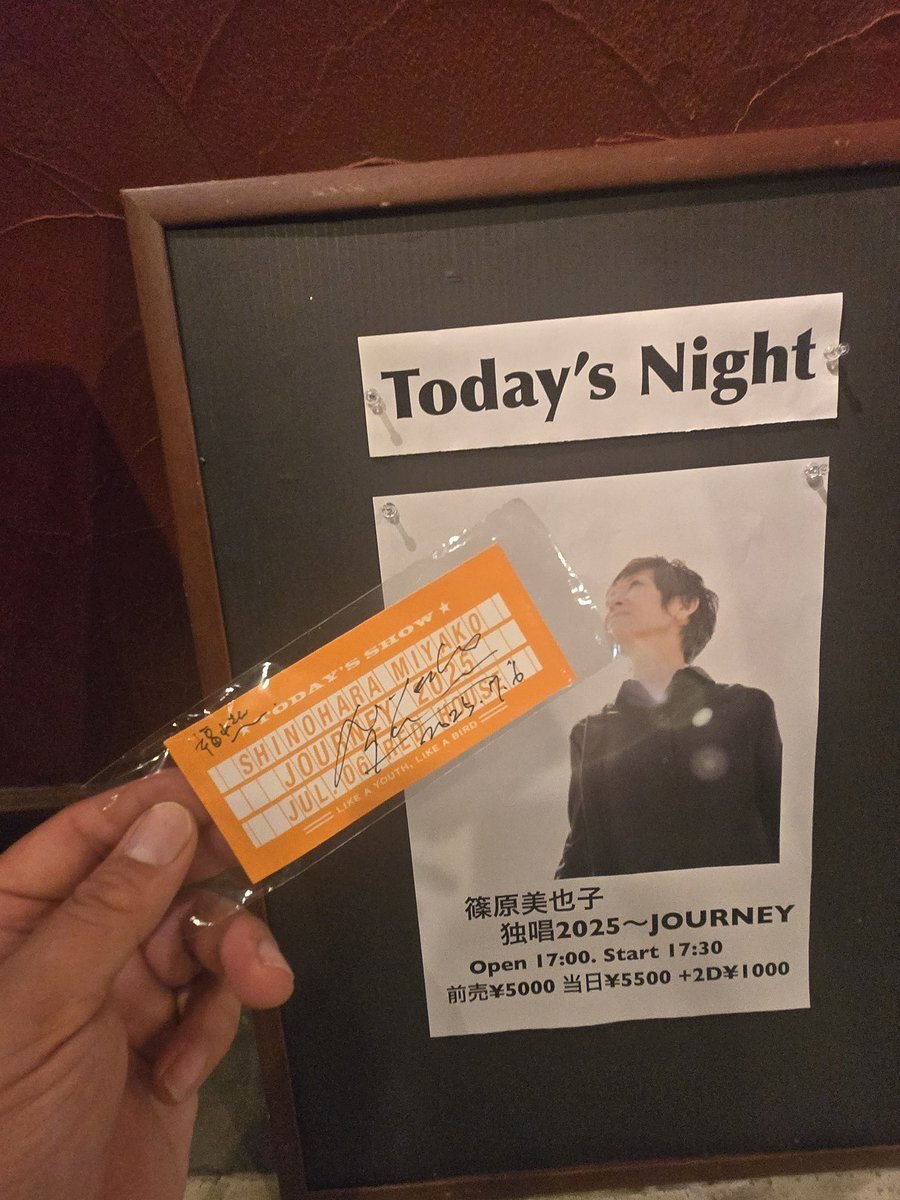 Today's Night
★TODAY'S SHOW★
SHINOHARA MIYAKO
JOURNEY 2025
JUL.06 RED HOUSE
LIKE A YOUTH, LIKE A BIRD
2025.7.6
篠原美也子
独唱2025～JOURNEY
Open 17:00. Start 17:30
前売¥5000 当日¥5500 +2D¥1000